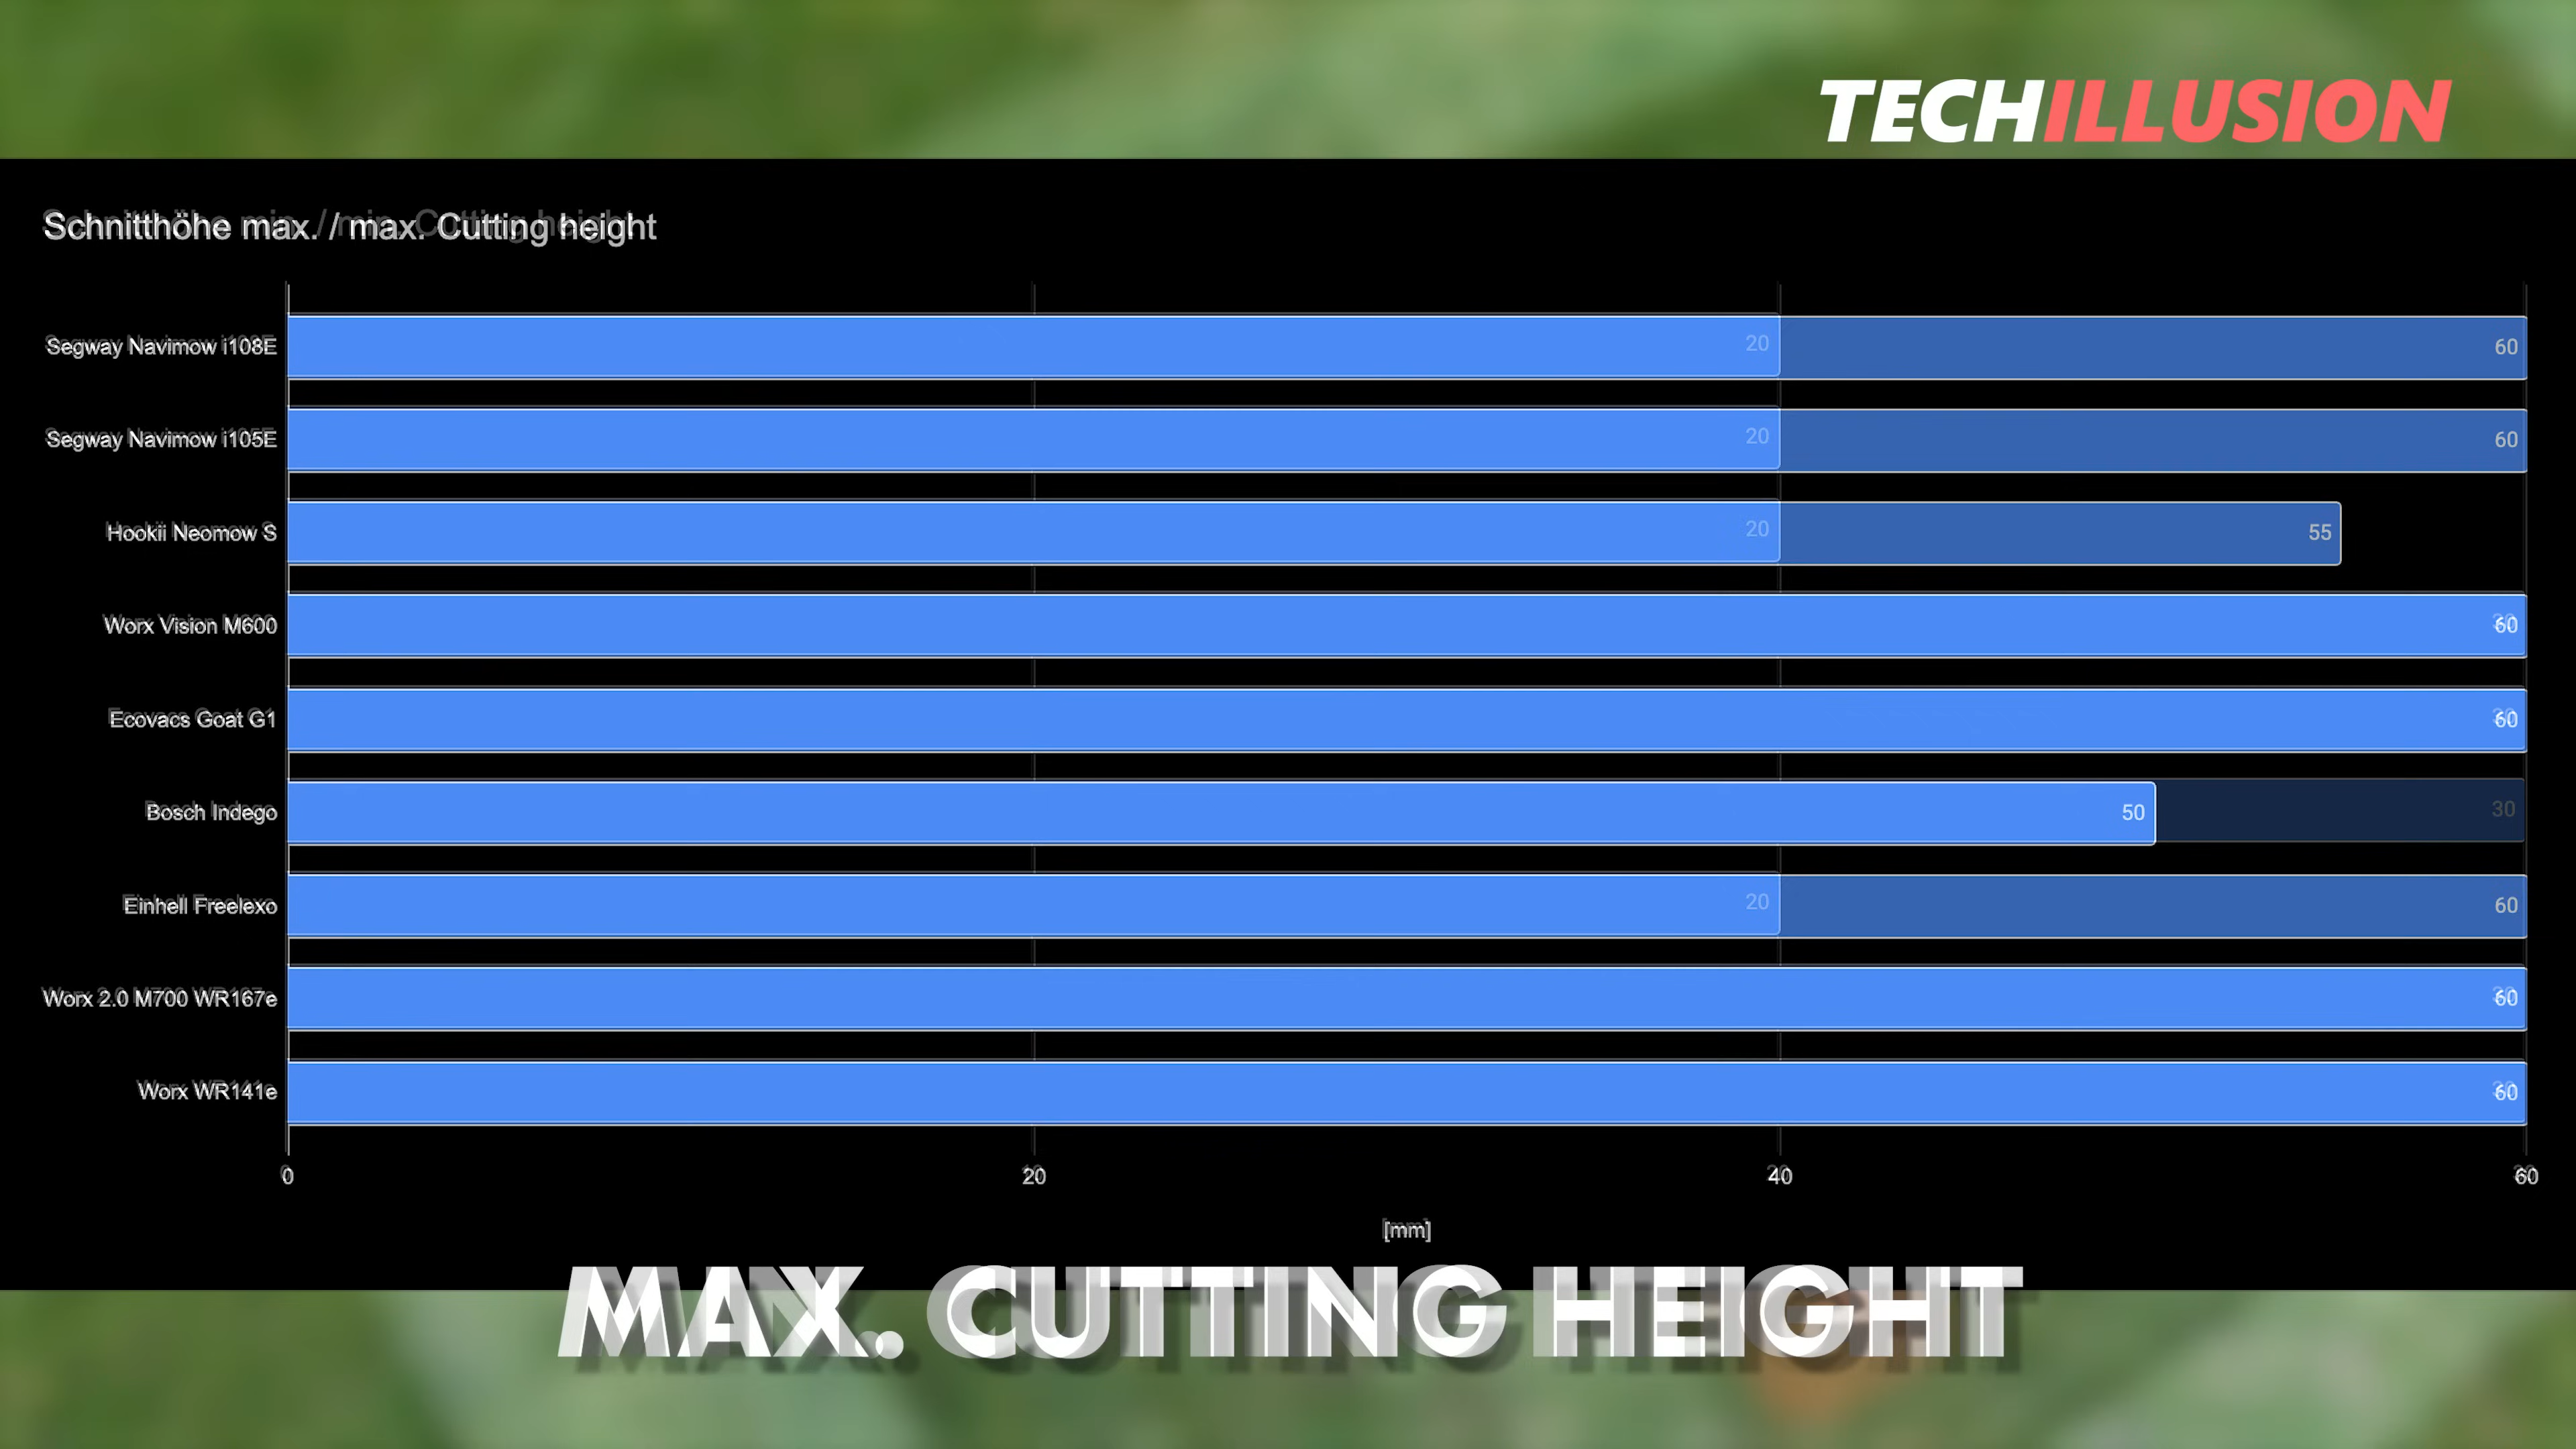 TECHILLUSION
Schnitthöhe max. / max. Cutting height
Segway Navimow i108E
20
60
Segway Navimow i105E
20
60
Hookii Neomow S
20
55
Worx Vision M600
60
Ecovacs Goat G1
60
Bosch Indego
50
30
Einhell Freelexo
20
60
Worx 2.0 M700 WR167e
60
Worx WR141e
60
0
20
40
60
[mm]
MAX. CUTTING HEIGHT